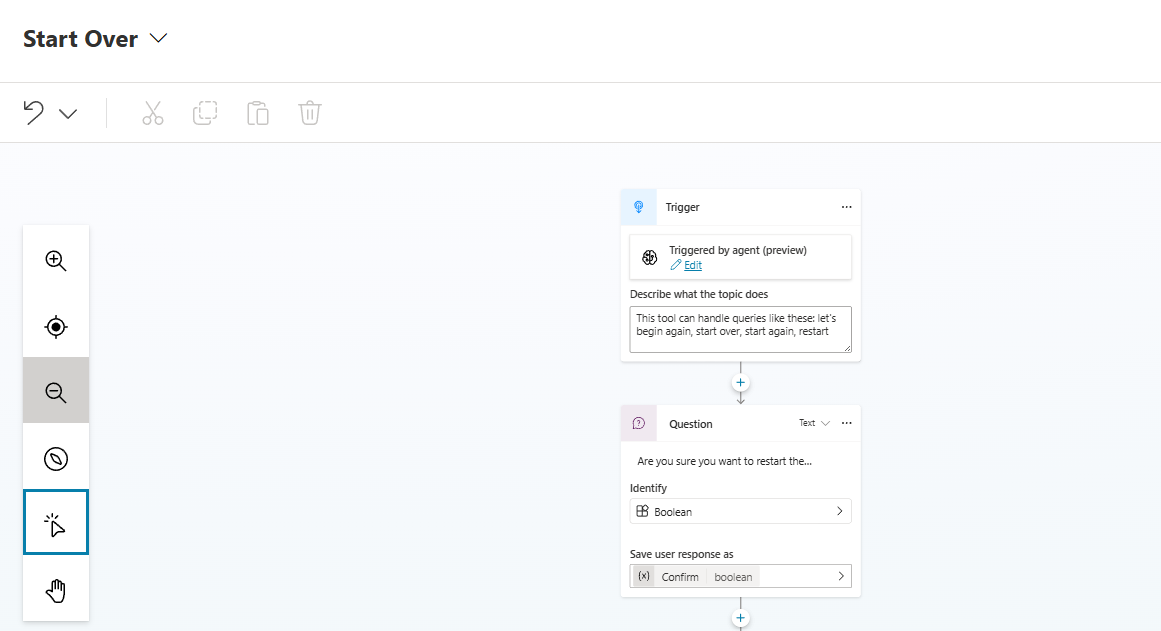 Start Over
Trigger
Triggered by agent (preview)
Edit
Describe what the topic does
This tool can handle queries like these: let's
begin again, start over, start again, restart
Question
Text
Are you sure you want to restart the...
Identify
Boolean
Save user response as
(x) Confirm boolean